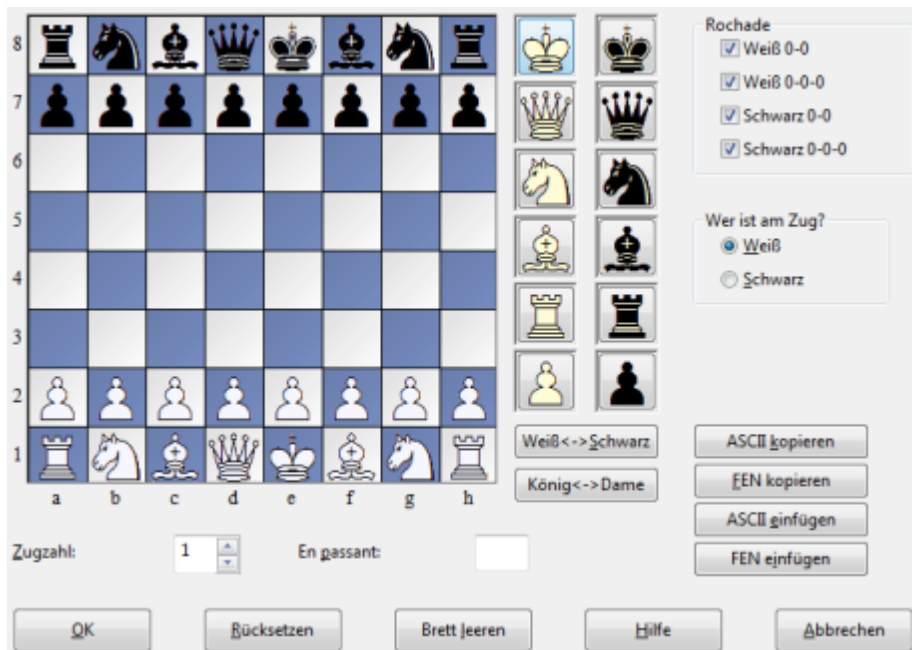 8
7
6
5
4
3
2
1
a b c d e f g h
Zugzahl: 1 En passant:
Weiß<->Schwarz
König<->Dame
Rochade
Weiß 0-0
Weiß 0-0-0
Schwarz 0-0
Schwarz 0-0-0
Wer ist am Zug?
Weiß
Schwarz
ASCII kopieren
FEN kopieren
ASCII einfügen
FEN einfügen
OK Rücksetzen Brett leeren Hilfe Abbrechen